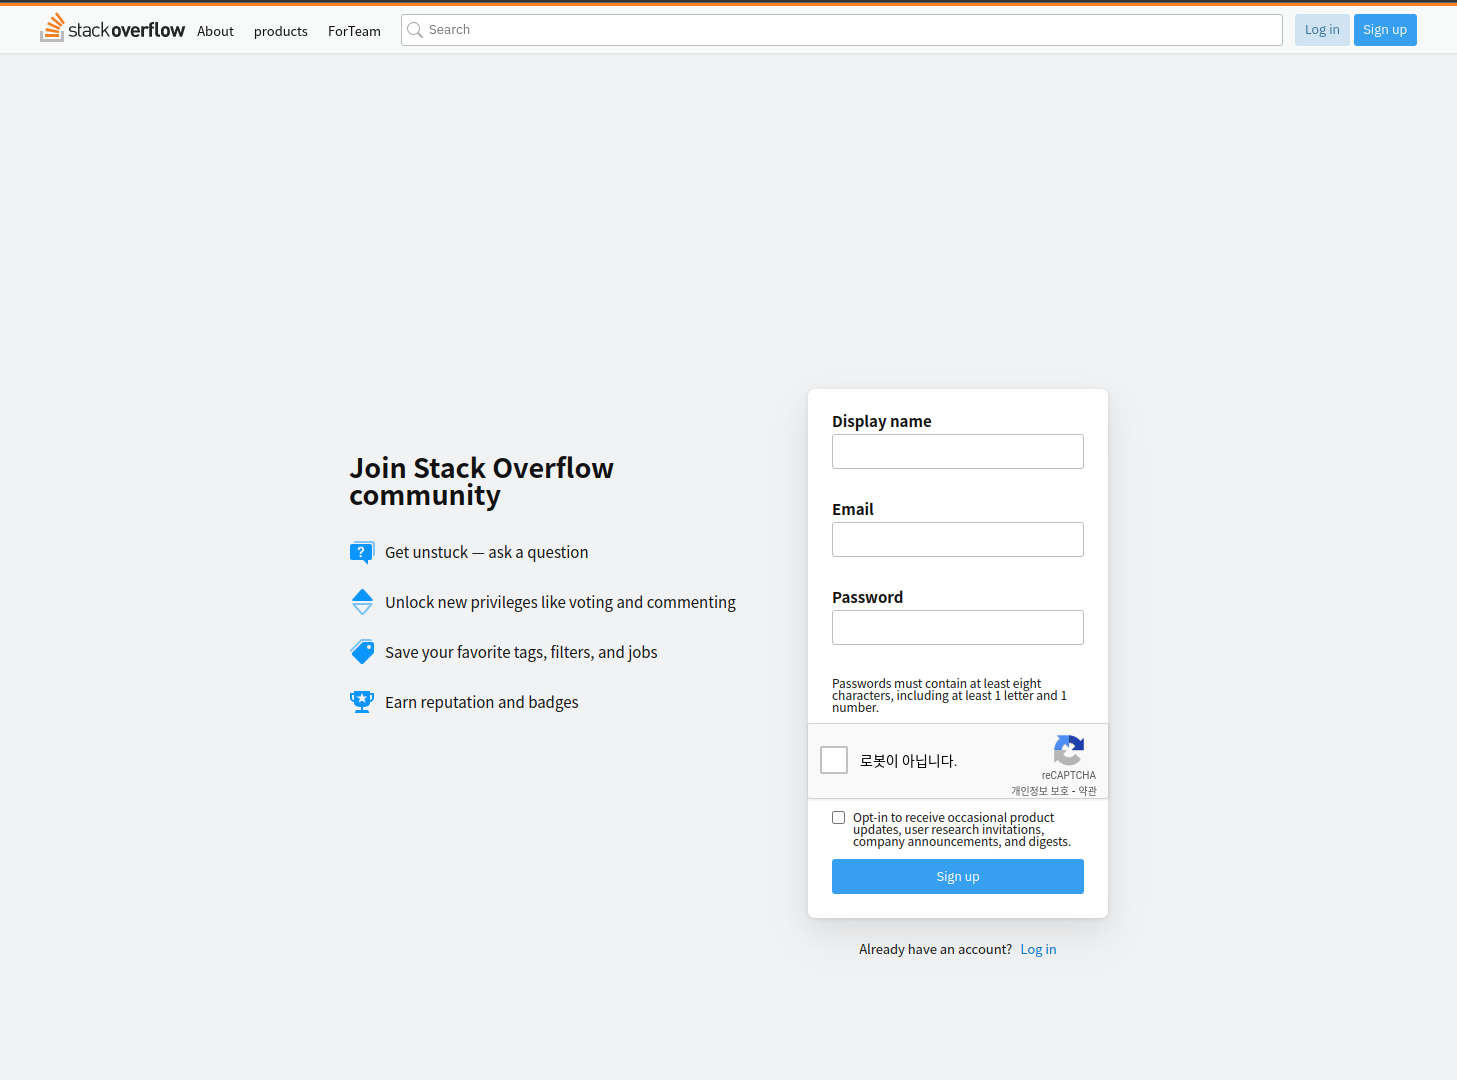 stackoverflow About products ForTeam Search Log in Sign up
Join Stack Overflow
community
? Get unstuck — ask a question
Unlock new privileges like voting and commenting
Save your favorite tags, filters, and jobs
Earn reputation and badges
Display name
Email
Password
Passwords must contain at least eight
characters, including at least 1 letter and 1
number.
로봇이 아닙니다.
reCAPTCHA
개인정보 보호 - 약관
Opt-in to receive occasional product
updates, user research invitations,
company announcements, and digests.
Sign up
Already have an account? Log in